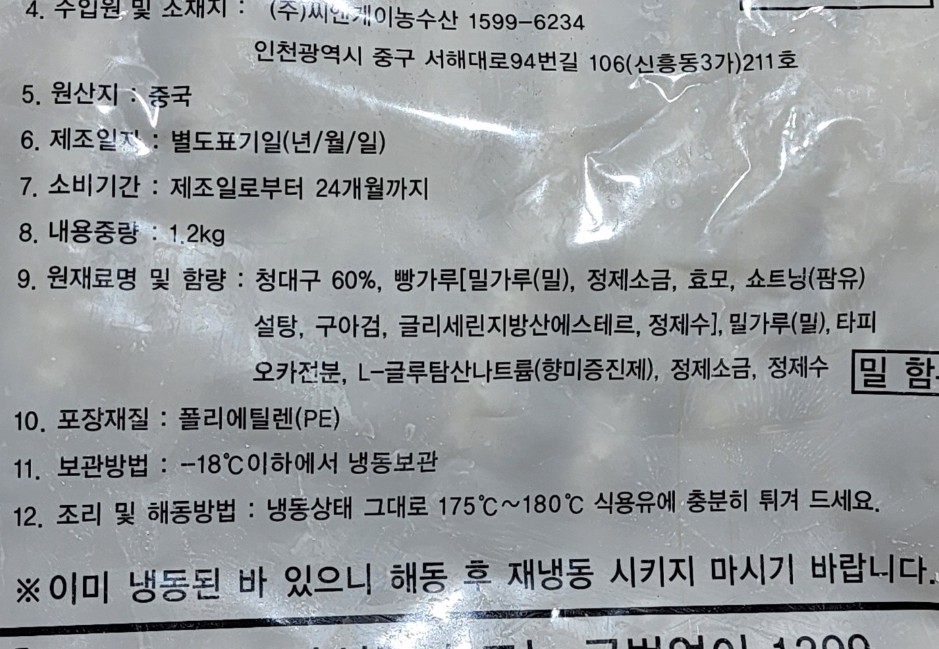 4. 수입원 및 소재지 : (주)씨엔케이농수산 1599-6234
인천광역시 중구 서해대로94번길 106(신흥동3가)211호
5. 원산지 : 중국
6. 제조일자 : 별도표기일(년/월/일)
7. 소비기간 : 제조일로부터 24개월까지
8. 내용중량 : 1.2kg
9. 원재료명 및 함량 : 청대구 60%, 빵가루[밀가루(밀), 정제소금, 효모, 쇼트닝(팜유)
설탕, 구아검, 글리세린지방산에스테르, 정제수], 밀가루(밀), 타피
오카전분, L-글루탐산나트륨(향미증진제), 정제소금, 정제수
밀 함
10. 포장재질 : 폴리에틸렌(PE)
11. 보관방법 : -18℃이하에서 냉동보관
12. 조리 및 해동방법 : 냉동상태 그대로 175℃~180℃ 식용유에 충분히 튀겨 드세요.
※이미 냉동된 바 있으니 해동 후 재냉동 시키지 마시기 바랍니다.